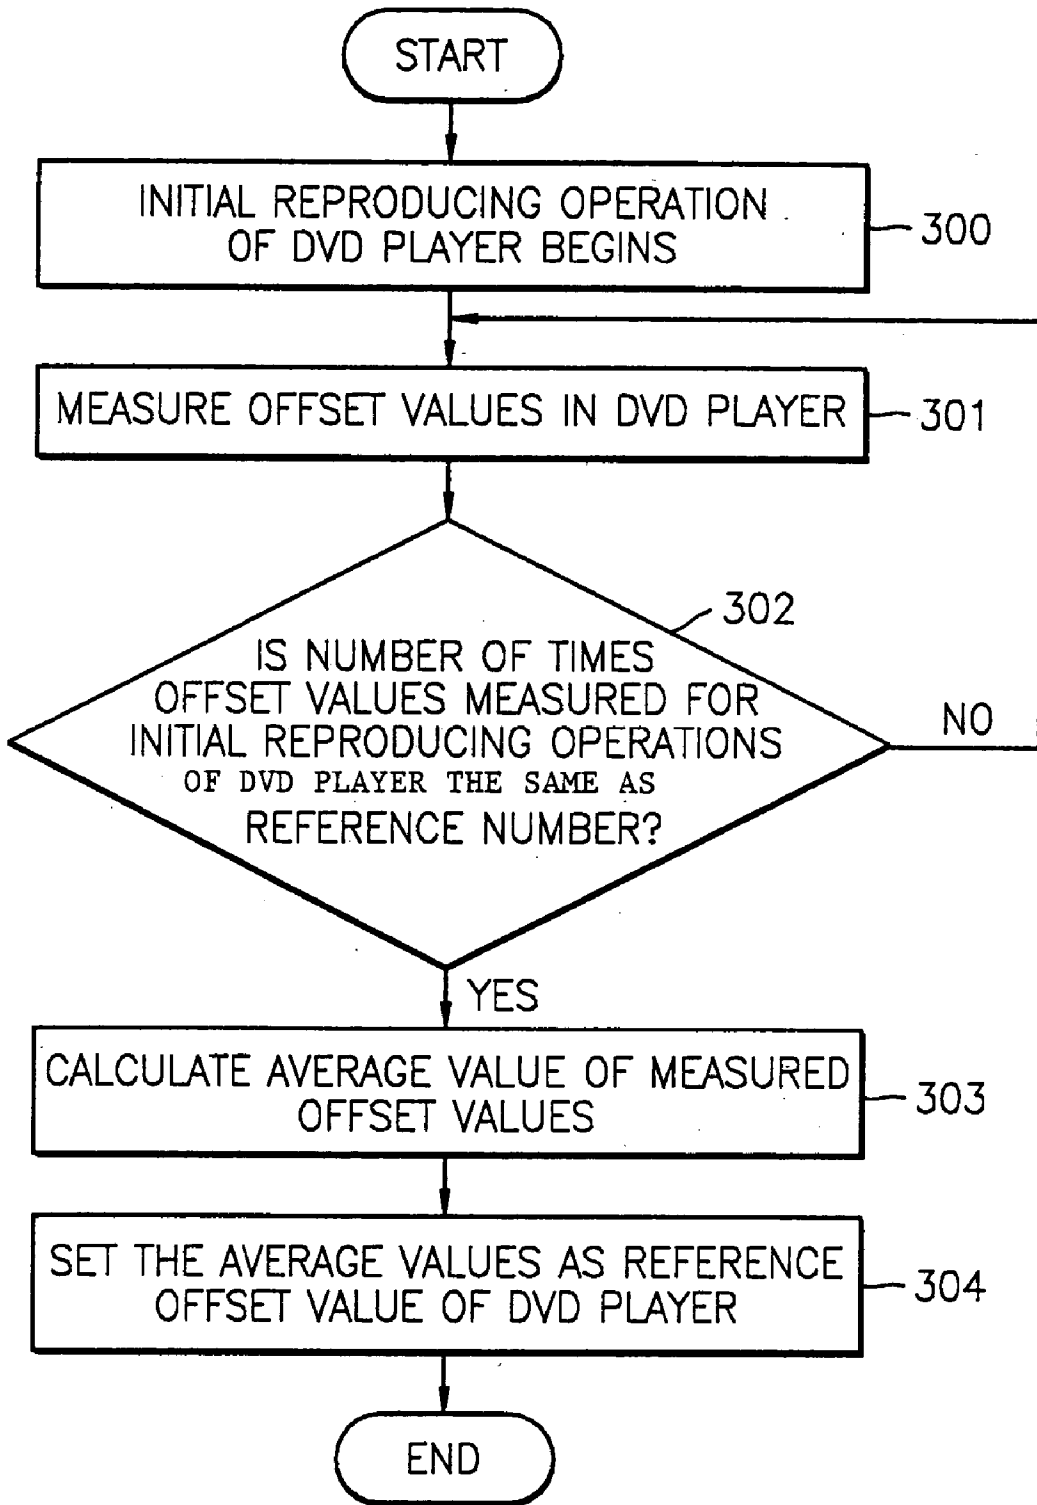 START
INITIAL REPRODUCING OPERATION
OF DVD PLAYER BEGINS
300
MEASURE OFFSET VALUES IN DVD PLAYER
301
302
IS NUMBER OF TIMES
OFFSET VALUES MEASURED FOR
INITIAL REPRODUCING OPERATIONS
OF DVD PLAYER THE SAME AS
REFERENCE NUMBER?
NO
YES
CALCULATE AVERAGE VALUE OF MEASURED
OFFSET VALUES
303
SET THE AVERAGE VALUES AS REFERENCE
OFFSET VALUE OF DVD PLAYER
304
END